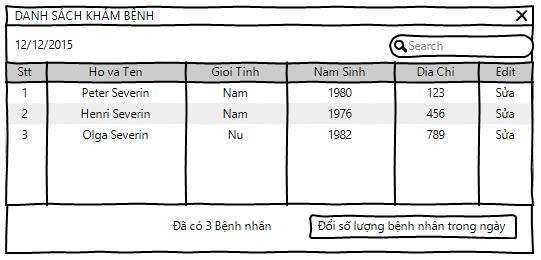 DANH SÁCH KHÁM BỆNH
12/12/2015 Search
Stt Ho va Ten Gioi Tinh Nam Sinh Dia Chi Edit
1 Peter Severin Nam 1980 123 Sửa
2 Henri Severin Nam 1976 456 Sửa
3 Olga Severin Nu 1982 789 Sửa
Đã có 3 Bệnh nhân Đổi số lượng bệnh nhân trong ngày